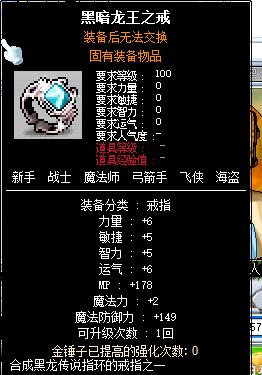 黑暗龙王之戒
装备后无法交换
固有装备物品
要求等级： 100
要求力量： 0
要求敏捷： 0
要求智力： 0
要求运气： 0
要求人气度：-
道具等级： -
道具经验值： -
新手 战士 魔法师 弓箭手 飞侠 海盗
装备分类 : 戒指
力量 : +6
敏捷 : +5
智力 : +5
运气 : +6
MP : +178
魔法力 : +2
魔法防御力 : +149
可升级次数 : 1回
金锤子已提高的强化次数: 0
合成黑龙传说指环的戒指之一
57